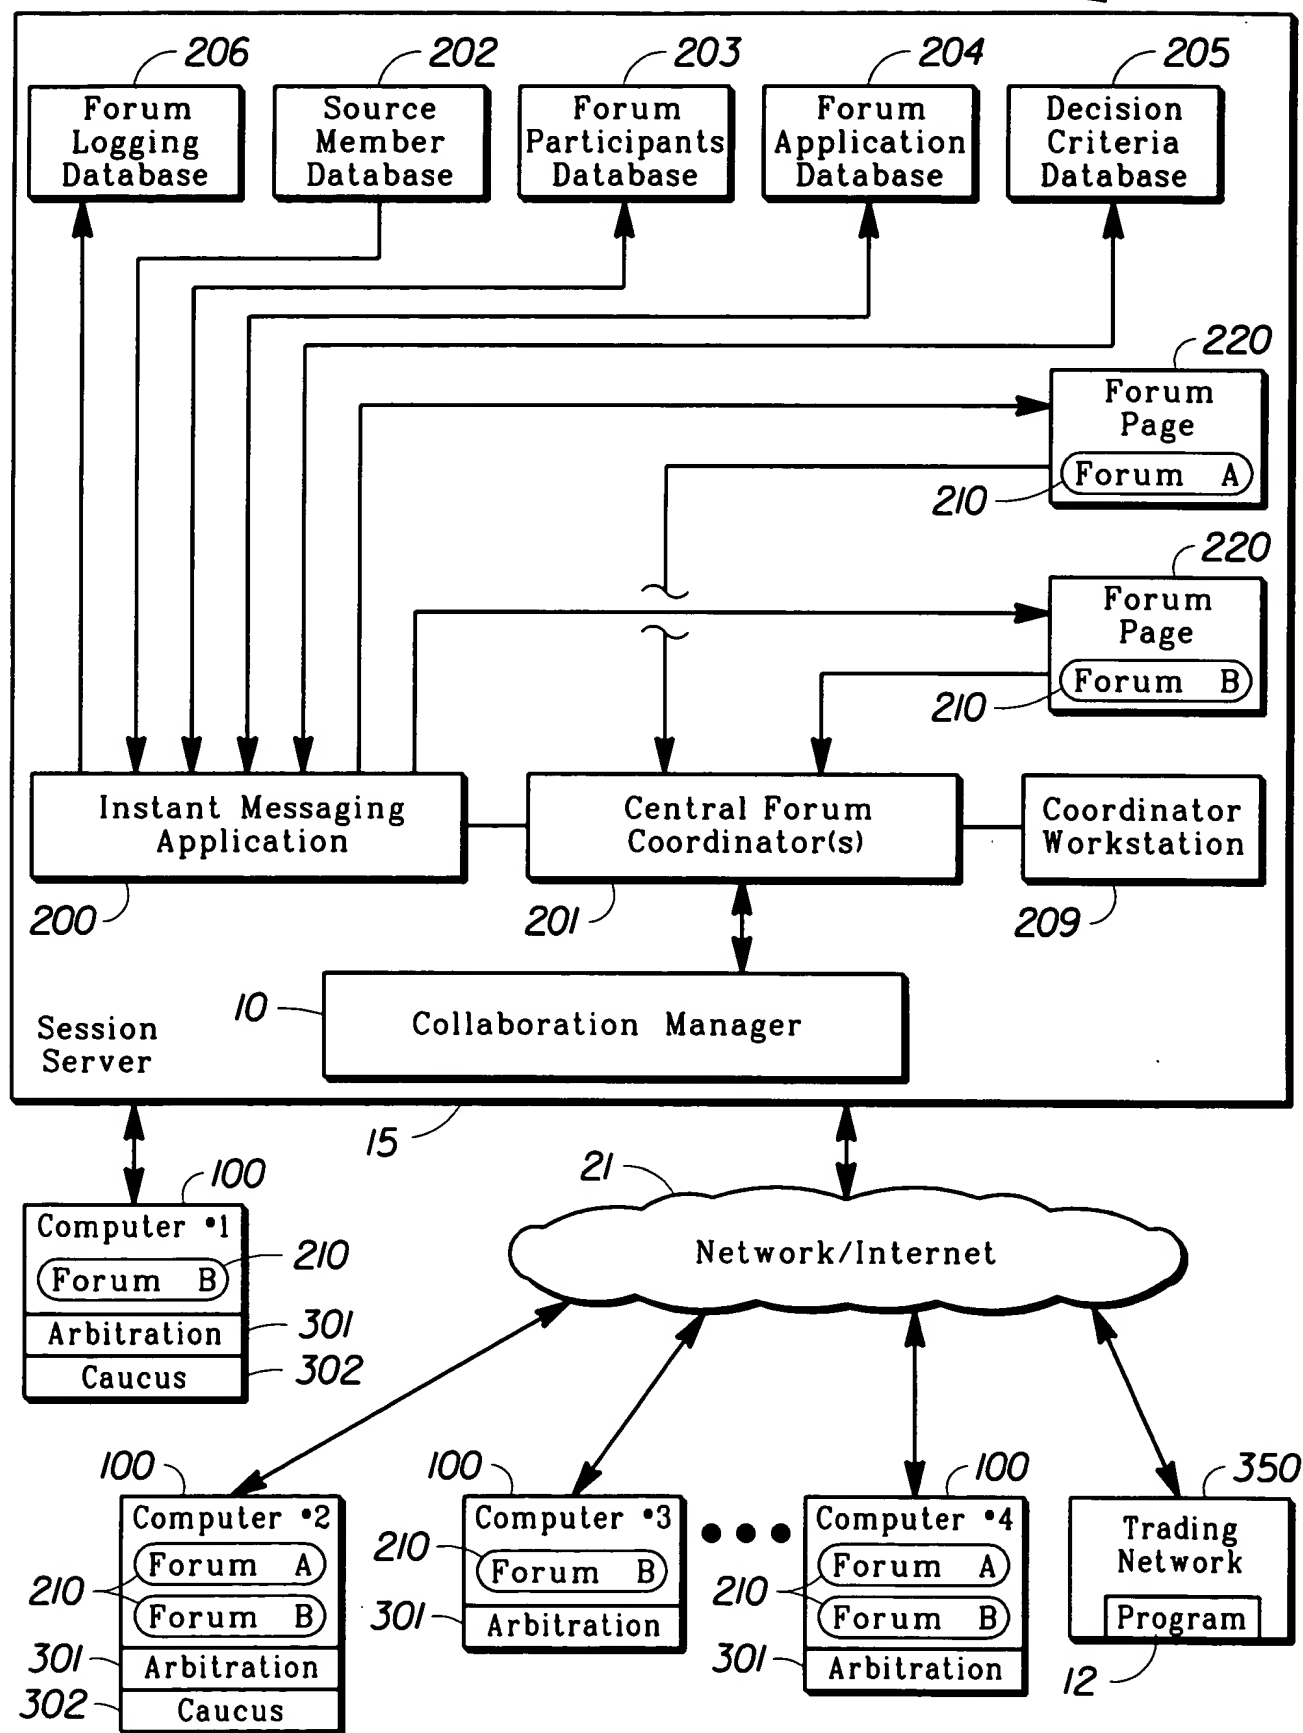 206
202
203
204
205
Forum
Logging
Database
Source
Member
Database
Forum
Participants
Database
Forum
Application
Database
Decision
Criteria
Database
220
Forum
Page
Forum A
210
220
Forum
Page
Forum B
210
Instant Messaging
Application
Central Forum
Coordinator(s)
Coordinator
Workstation
200
201
209
10
Collaboration Manager
Session
Server
15
100
21
Computer #1
Forum B
210
Arbitration
301
Caucus
302
Network/Internet
100
Computer #2
Forum A
210
Forum B
301
Arbitration
302
Caucus
100
Computer #3
210
Forum B
301
Arbitration
100
Computer #4
Forum A
210
Forum B
301
Arbitration
350
Trading
Network
Program
12